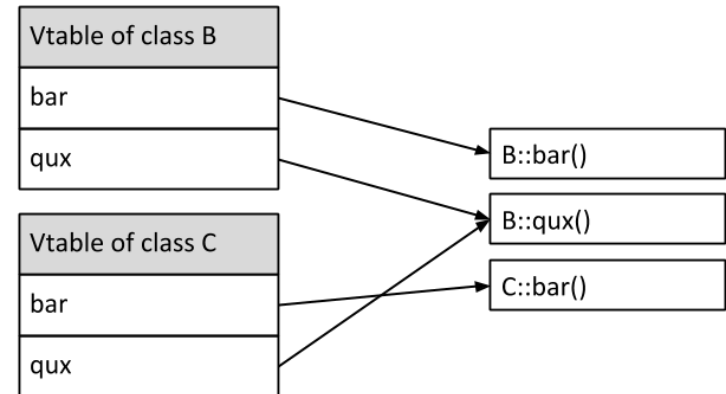 Vtable of class B
bar
qux
Vtable of class C
bar
qux
B::bar()
B::qux()
C::bar()